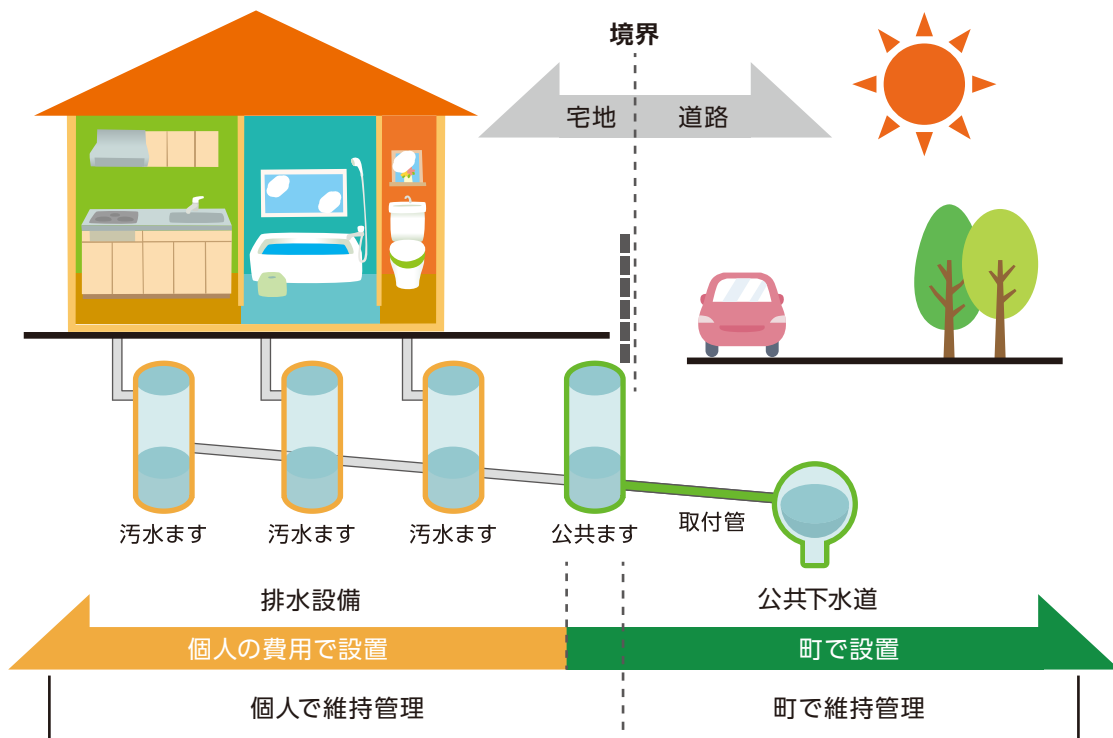 境界
宅地
道路
汚水ます
汚水ます
汚水ます
公共ます
取付管
排水設備
公共下水道
個人の費用で設置
町で設置
個人で維持管理
町で維持管理